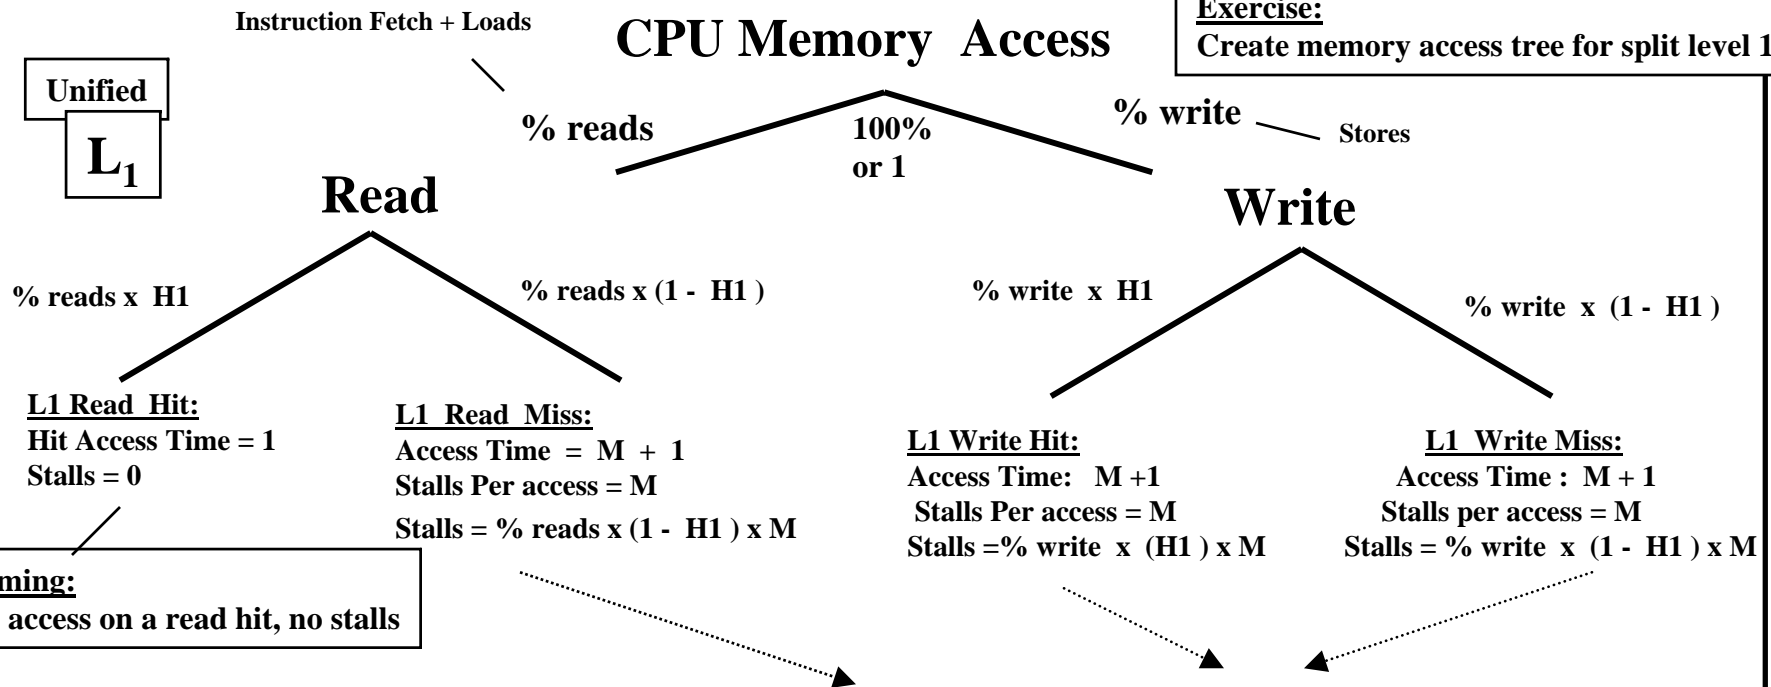 Instruction Fetch + Loads
CPU Memory Access
Exercise:
Create memory access tree for split level 1
Unified
L1
% reads
100%
or 1
% write
Stores
Read
Write
% reads x H1
% reads x (1 - H1 )
% write x H1
% write x (1 - H1 )
L1 Read Hit:
Hit Access Time = 1
Stalls = 0
L1 Read Miss:
Access Time = M + 1
Stalls Per access = M
Stalls = % reads x (1 - H1 ) x M
L1 Write Hit:
Access Time: M +1
Stalls Per access = M
Stalls =% write x (H1 ) x M
L1 Write Miss:
Access Time : M + 1
Stalls per access = M
Stalls = % write x (1 - H1 ) x M
ming:
access on a read hit, no stalls